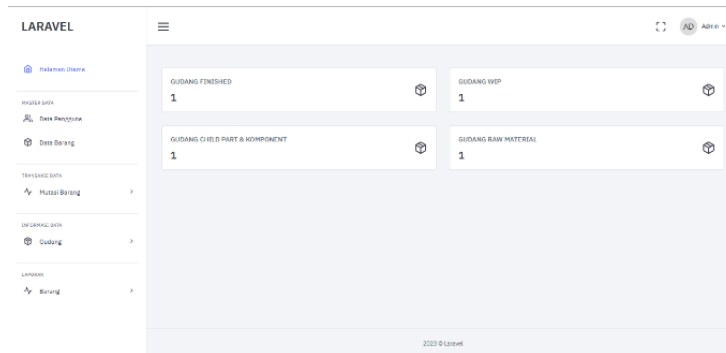 LARAVEL
AD Admin
Halaman Utama
MASTER DATA
Data Pengguna
Data Barang
TRANSAKSI DATA
Mutasi Barang
INFORMASI DATA
Gudang
LAPORAN
Barang
GUDANG FINISHED
1
GUDANG WIP
1
GUDANG CHILD PART & KOMPONENT
1
GUDANG RAW MATERIAL
1
2023 © Laravel